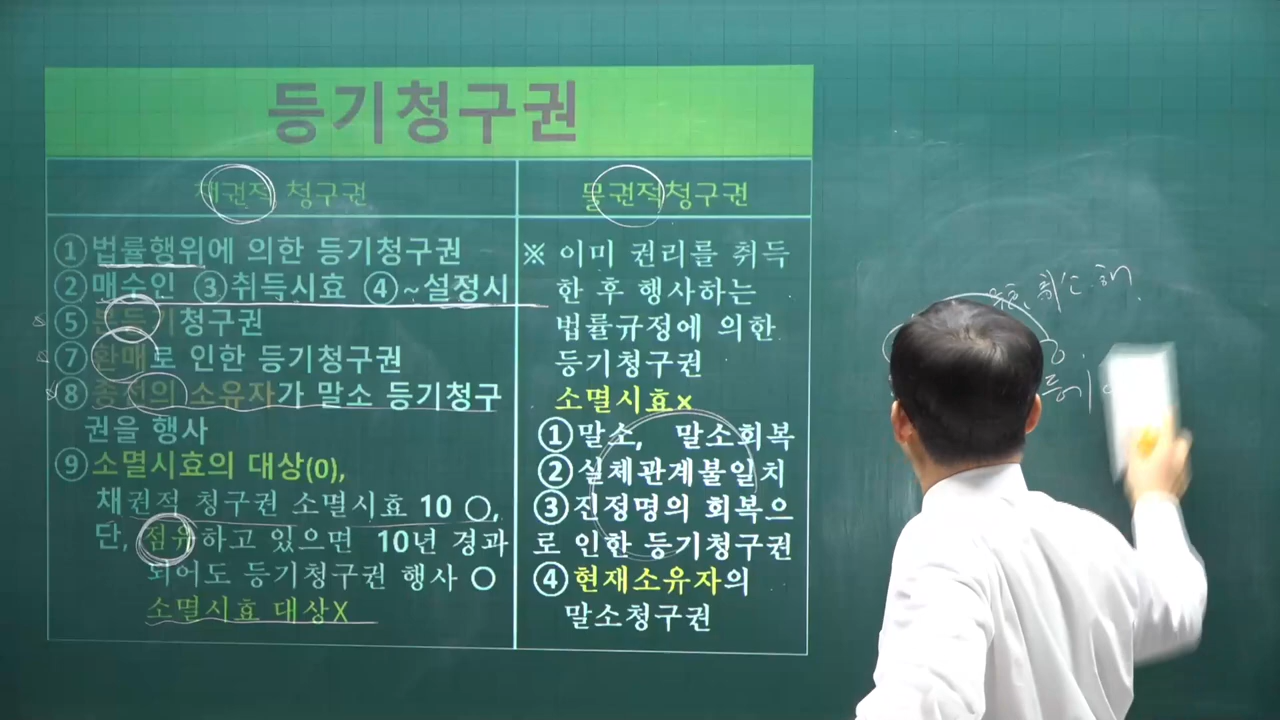 등기청구권
채권적 청구권
① 법률행위에 의한 등기청구권
② 매수인 ③ 취득시효 ④ ~설정시
⑤ 청구권
⑦ 환매로 인한 등기청구권
⑧ 종전의 소유자가 말소 등기청구
권을 행사
⑨ 소멸시효의 대상(0),
채권적 청구권 소멸시효 10 ○,
단, 점유하고 있으면 10년 경과
되어도 등기청구권 행사 ○
소멸시효 대상X
물권적청구권
※ 이미 권리를 취득
한 후 행사하는
법률규정에 의한
등기청구권
소멸시효x
① 말소, 말소회복
② 실체관계불일치
③ 진정명의 회복으
로 인한 등기청구권
④ 현재소유자의
말소청구권
등기